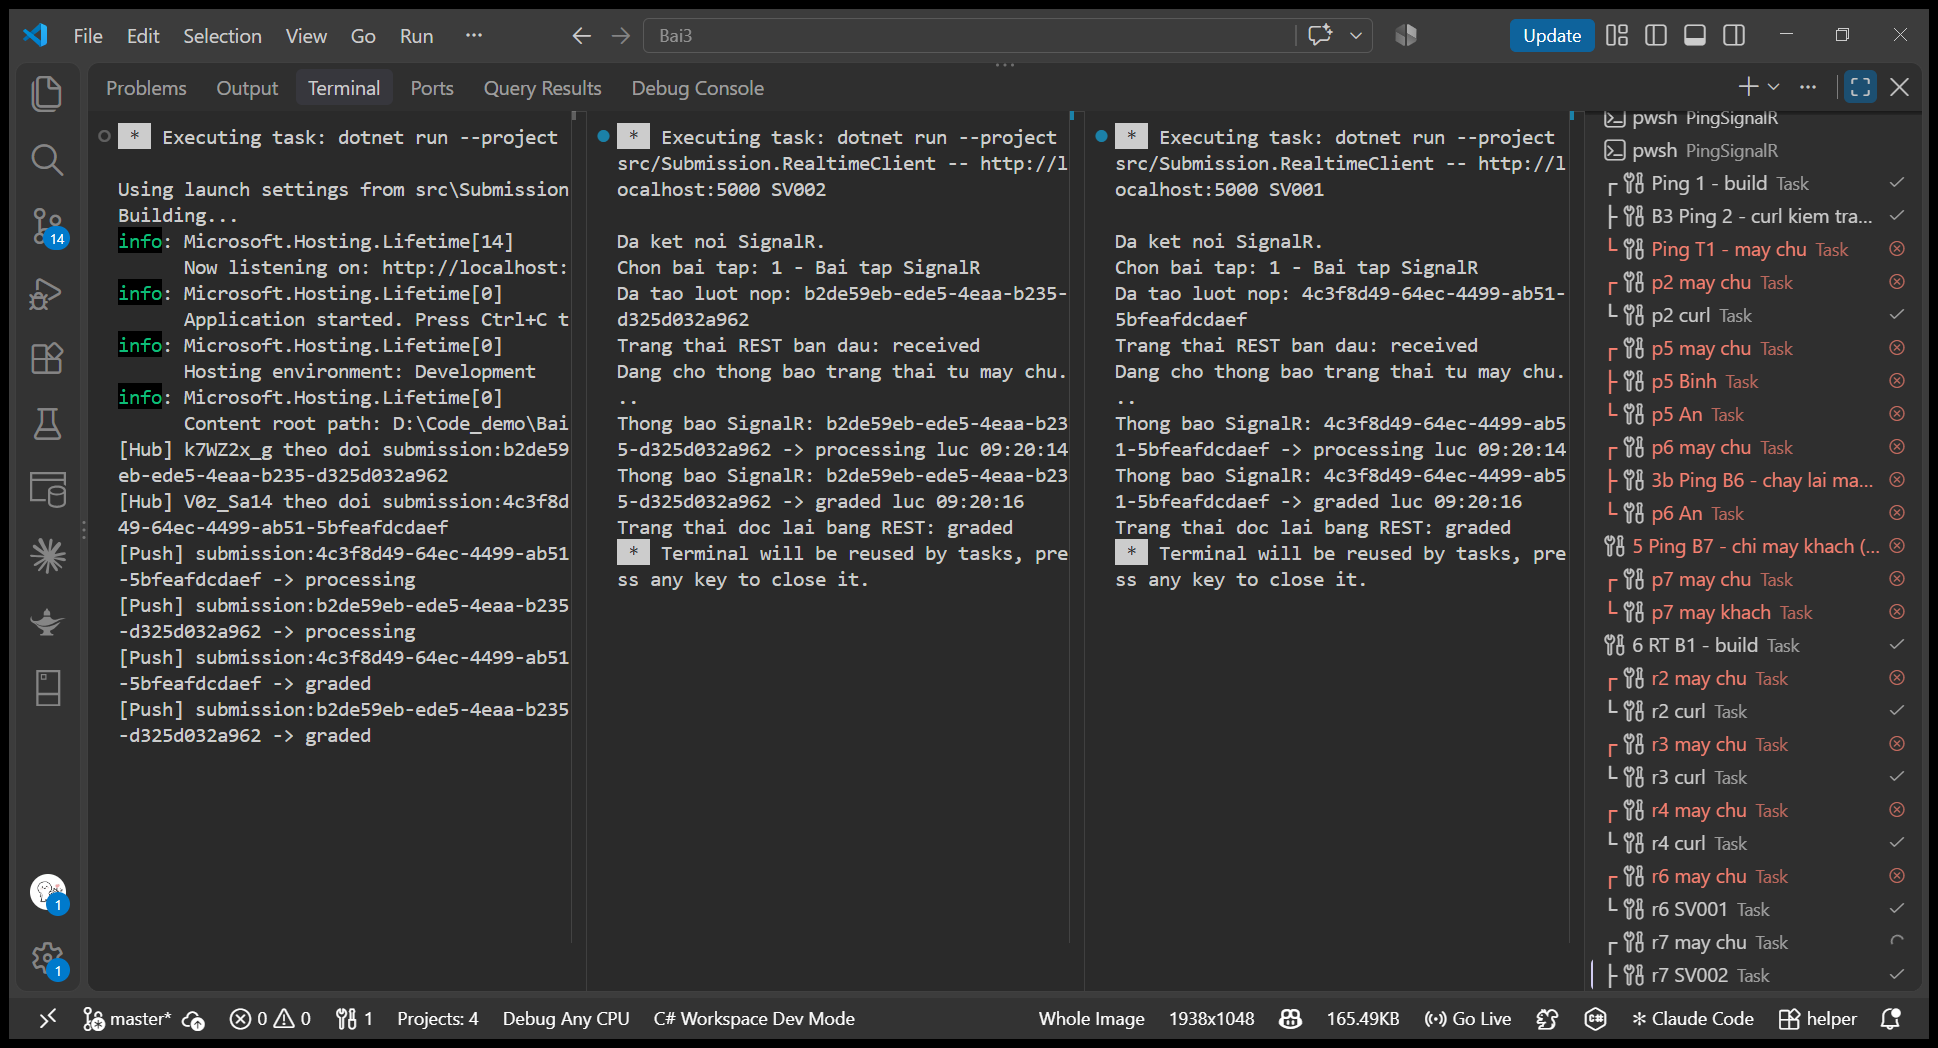 File Edit Selection View Go Run ··· Bai3 Update
Problems Output Terminal Ports Query Results Debug Console
* Executing task: dotnet run --project
Using launch settings from src\Submission
Building...
info: Microsoft.Hosting.Lifetime[14]
Now listening on: http://localhost:
info: Microsoft.Hosting.Lifetime[0]
Application started. Press Ctrl+C t
info: Microsoft.Hosting.Lifetime[0]
Hosting environment: Development
info: Microsoft.Hosting.Lifetime[0]
Content root path: D:\Code_demo\Bai
[Hub] k7WZ2x_g theo doi submission:b2de59
eb-ede5-4eaa-b235-d325d032a962
[Hub] V0z_Sa14 theo doi submission:4c3f8d
49-64ec-4499-ab51-5bfeafdcdaef
[Push] submission:4c3f8d49-64ec-4499-ab51
-5bfeafdcdaef -> processing
[Push] submission:b2de59eb-ede5-4eaa-b235
-d325d032a962 -> processing
[Push] submission:4c3f8d49-64ec-4499-ab51
-5bfeafdcdaef -> graded
[Push] submission:b2de59eb-ede5-4eaa-b235
-d325d032a962 -> graded
* Executing task: dotnet run --project
src/Submission.RealtimeClient -- http://l
ocalhost:5000 SV002
Da ket noi SignalR.
Chon bai tap: 1 - Bai tap SignalR
Da tao luot nop: b2de59eb-ede5-4eaa-b235-
d325d032a962
Trang thai REST ban dau: received
Dang cho thong bao trang thai tu may chu.
..
Thong bao SignalR: b2de59eb-ede5-4eaa-b23
5-d325d032a962 -> processing luc 09:20:14
Thong bao SignalR: b2de59eb-ede5-4eaa-b23
5-d325d032a962 -> graded luc 09:20:16
Trang thai doc lai bang REST: graded
* Terminal will be reused by tasks, pre
ss any key to close it.
* Executing task: dotnet run --project
src/Submission.RealtimeClient -- http://l
ocalhost:5000 SV001
Da ket noi SignalR.
Chon bai tap: 1 - Bai tap SignalR
Da tao luot nop: 4c3f8d49-64ec-4499-ab51-
5bfeafdcdaef
Trang thai REST ban dau: received
Dang cho thong bao trang thai tu may chu.
..
Thong bao SignalR: 4c3f8d49-64ec-4499-ab5
1-5bfeafdcdaef -> processing luc 09:20:14
Thong bao SignalR: 4c3f8d49-64ec-4499-ab5
1-5bfeafdcdaef -> graded luc 09:20:16
Trang thai doc lai bang REST: graded
* Terminal will be reused by tasks, pre
ss any key to close it.
pwsh PingSignalR
pwsh PingSignalR
Ping 1 - build Task
B3 Ping 2 - curl kiem tra...
Ping T1 - may chu Task
p2 may chu Task
p2 curl Task
p5 may chu Task
p5 Binh Task
p5 An Task
p6 may chu Task
3b Ping B6 - chay lai ma...
p6 An Task
5 Ping B7 - chi may khach (...
p7 may chu Task
p7 may khach Task
6 RT B1 - build Task
r2 may chu Task
r2 curl Task
r3 may chu Task
r3 curl Task
r4 may chu Task
r4 curl Task
r6 may chu Task
r6 SV001 Task
r7 may chu Task
r7 SV002 Task
14
1
1
master* 0 0 1 Projects: 4 Debug Any CPU C# Workspace Dev Mode Whole Image 1938x1048 165.49KB Go Live C# Claude Code helper